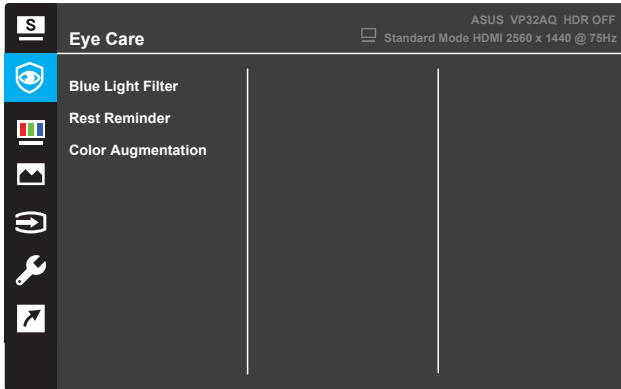 S
ASUS VP32AQ HDR OFF
Eye Care
Standard Mode HDMI 2560 x 1440 @ 75Hz
Blue Light Filter
Rest Reminder
Color Augmentation